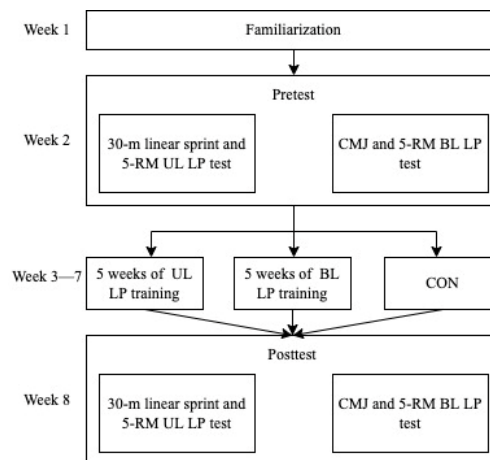 Week 1
Familiarization
Pretest
Week 2
30-m linear sprint and
5-RM UL LP test
CMJ and 5-RM BL LP
test
Week 3—7
5 weeks of UL
LP training
5 weeks of BL
LP training
CON
Posttest
Week 8
30-m linear sprint and
5-RM UL LP test
CMJ and 5-RM BL LP
test